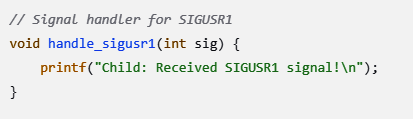 // Signal handler for SIGUSR1
void handle_sigusr1(int sig) {
    printf("Child: Received SIGUSR1 signal!\n");
}